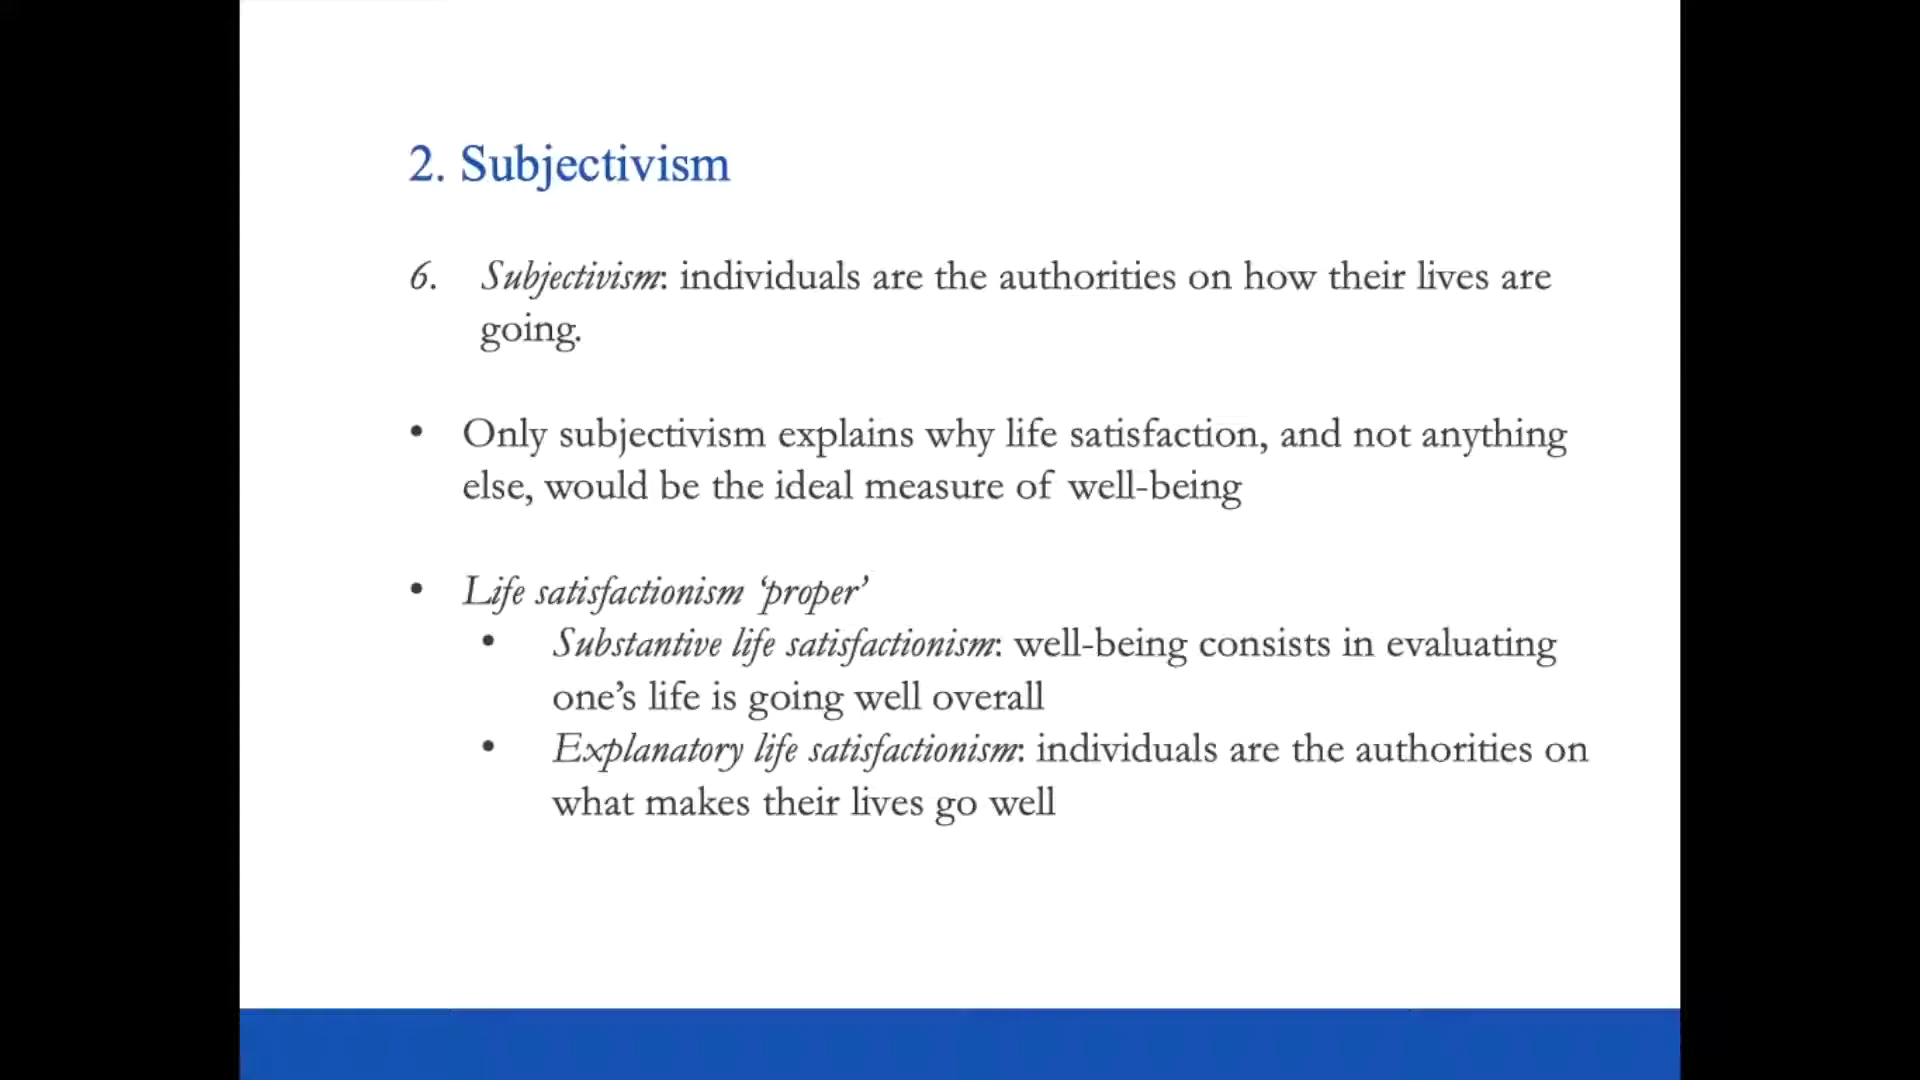 2. Subjectivism
6. Subjectivism: individuals are the authorities on how their lives are
going.
• Only subjectivism explains why life satisfaction, and not anything
else, would be the ideal measure of well-being
• Life satisfactionism ‘proper’
• Substantive life satisfactionism: well-being consists in evaluating
one’s life is going well overall
• Explanatory life satisfactionism: individuals are the authorities on
what makes their lives go well